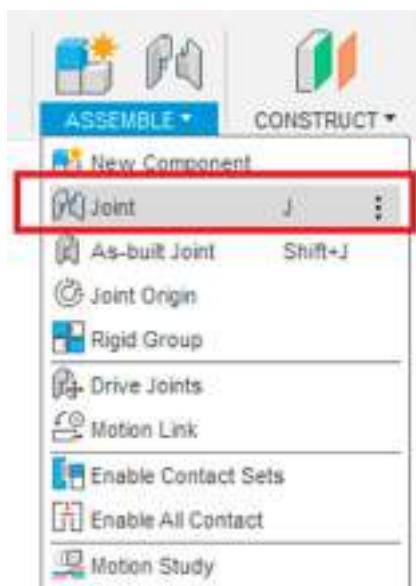 ASSEMBLE CONSTRUCT
New Component
Joint J
As-built Joint Shift+J
Joint Origin
Rigid Group
Drive Joints
Motion Link
Enable Contact Sets
Enable All Contact
Motion Study